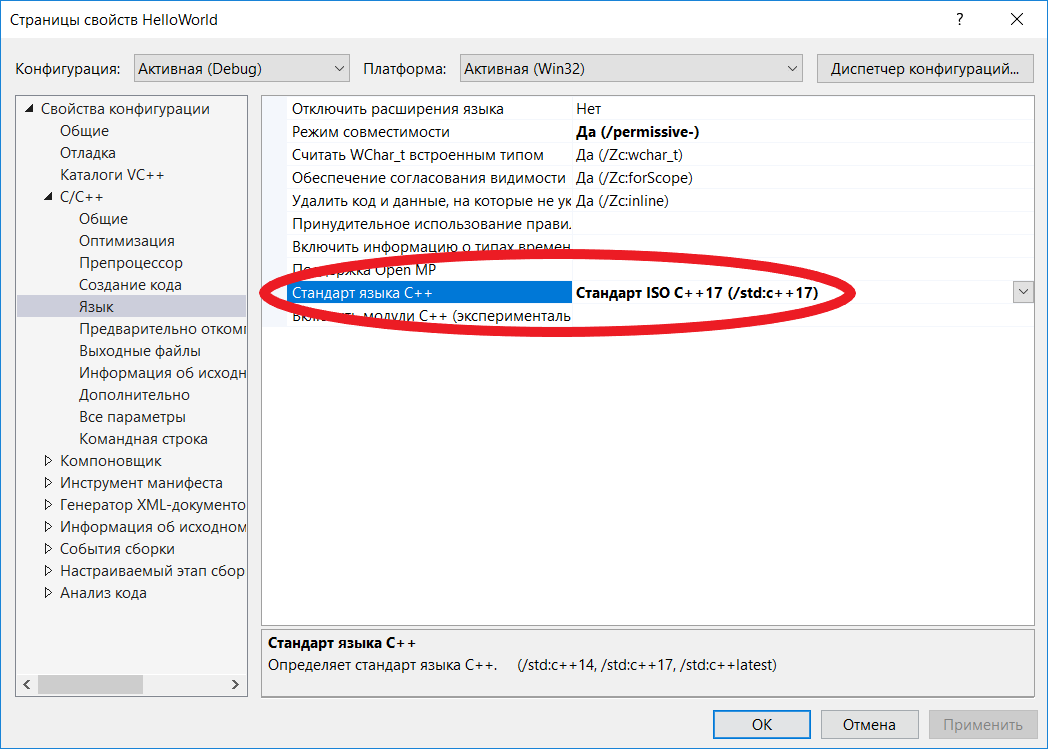 Страницы свойств HelloWorld
?
Конфигурация: Активная (Debug) Платформа: Активная (Win32) Диспетчер конфигураций...
Свойства конфигурации
Общие
Отладка
Каталоги VC++
C/C++
Общие
Оптимизация
Препроцессор
Создание кода
Язык
Предварительно откомп
Выходные файлы
Информация об исходн
Дополнительно
Все параметры
Командная строка
Компоновщик
Инструмент манифеста
Генератор XML-документо
Информация об исходном
События сборки
Настраиваемый этап сбор
Анализ кода
Отключить расширения языка Нет
Режим совместимости Да (/permissive-)
Считать WChar_t встроенным типом Да (/Zc:wchar_t)
Обеспечение согласования видимости Да (/Zc:forScope)
Удалить код и данные, на которые не ук Да (/Zc:inline)
Принудительное использование прави.
Включить информацию о типах времен
Поддержка Open MP
Стандарт языка C++ Стандарт ISO C++17 (/std:c++17)
Включить модули C++ (эксперименталь
Стандарт языка C++
Определяет стандарт языка C++. (/std:c++14, /std:c++17, /std:c++latest)
ОК Отмена Применить